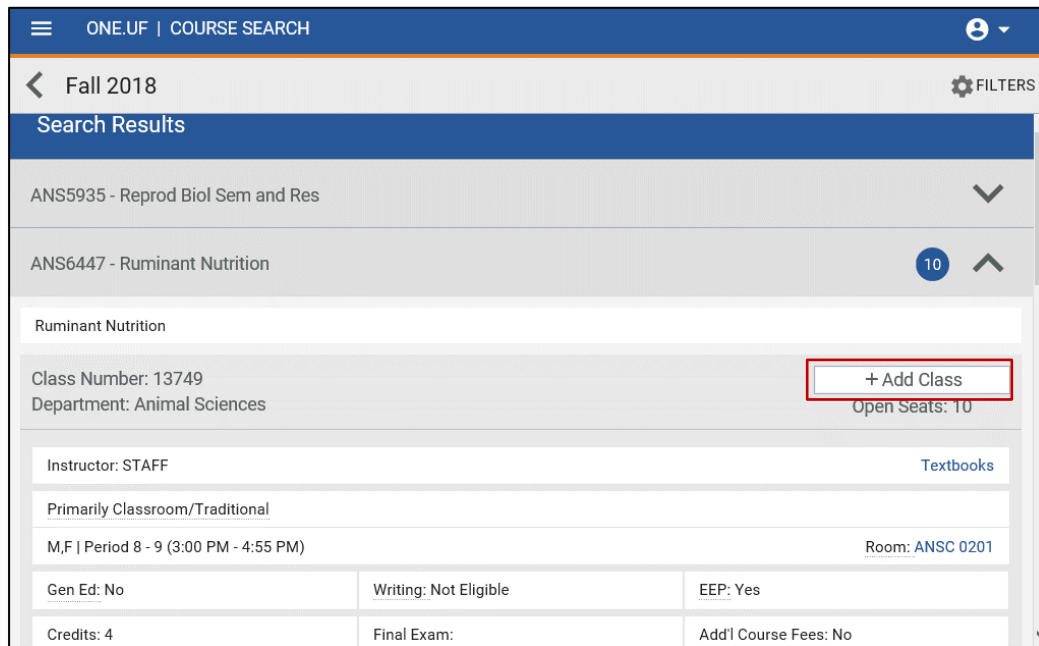 ONE.UF | COURSE SEARCH
Fall 2018
FILTERS
Search Results
ANS5935 - Reprod Biol Sem and Res
ANS6447 - Ruminant Nutrition
10
Ruminant Nutrition
Class Number: 13749
+ Add Class
Department: Animal Sciences
Open Seats: 10
Instructor: STAFF
Textbooks
Primarily Classroom/Traditional
M,F | Period 8 - 9 (3:00 PM - 4:55 PM)
Room: ANSC 0201
Gen Ed: No
Writing: Not Eligible
EEP: Yes
Credits: 4
Final Exam:
Add'l Course Fees: No